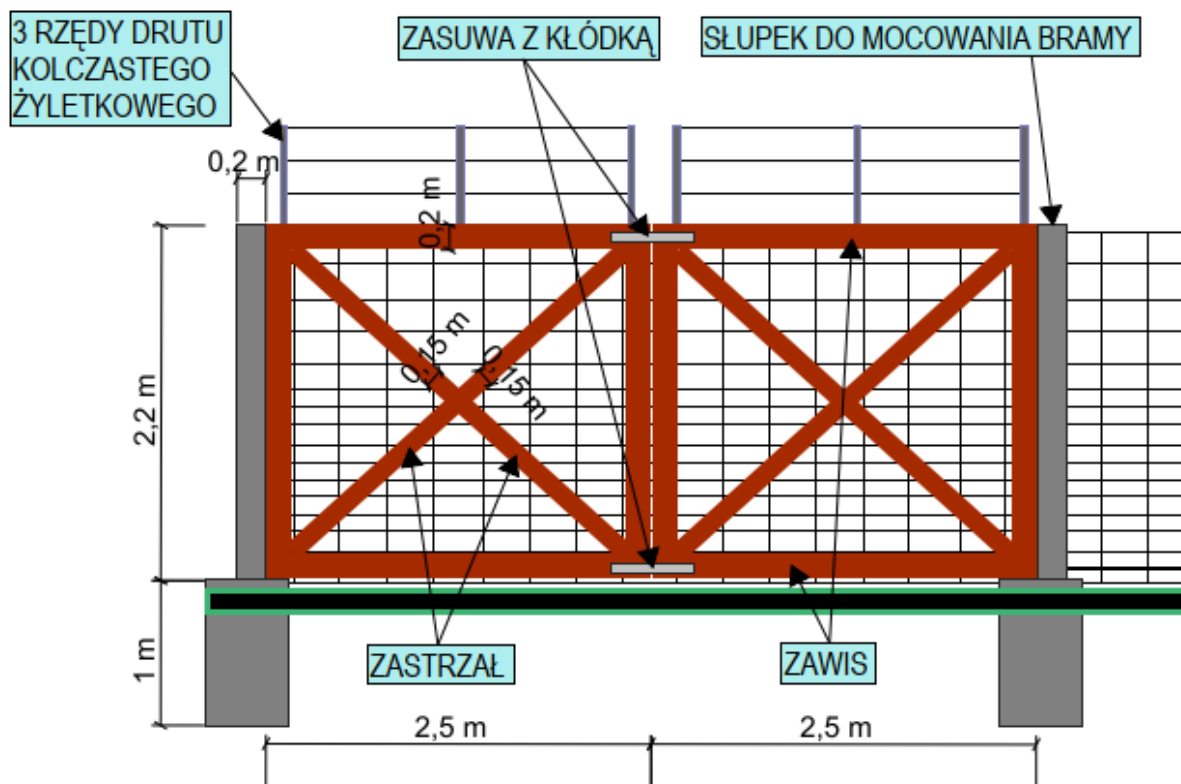 3 RZĘDY DRUTU
KOLCZASTEGO
ŻYLETKOWEGO
ZASUWA Z KŁÓDKĄ
SŁUPEK DO MOCOWANIA BRAMY
0,2 m
0,2 m
0,15 m
0,15 m
2,2 m
1 m
ZASTRZAŁ
ZAWIS
2,5 m
2,5 m